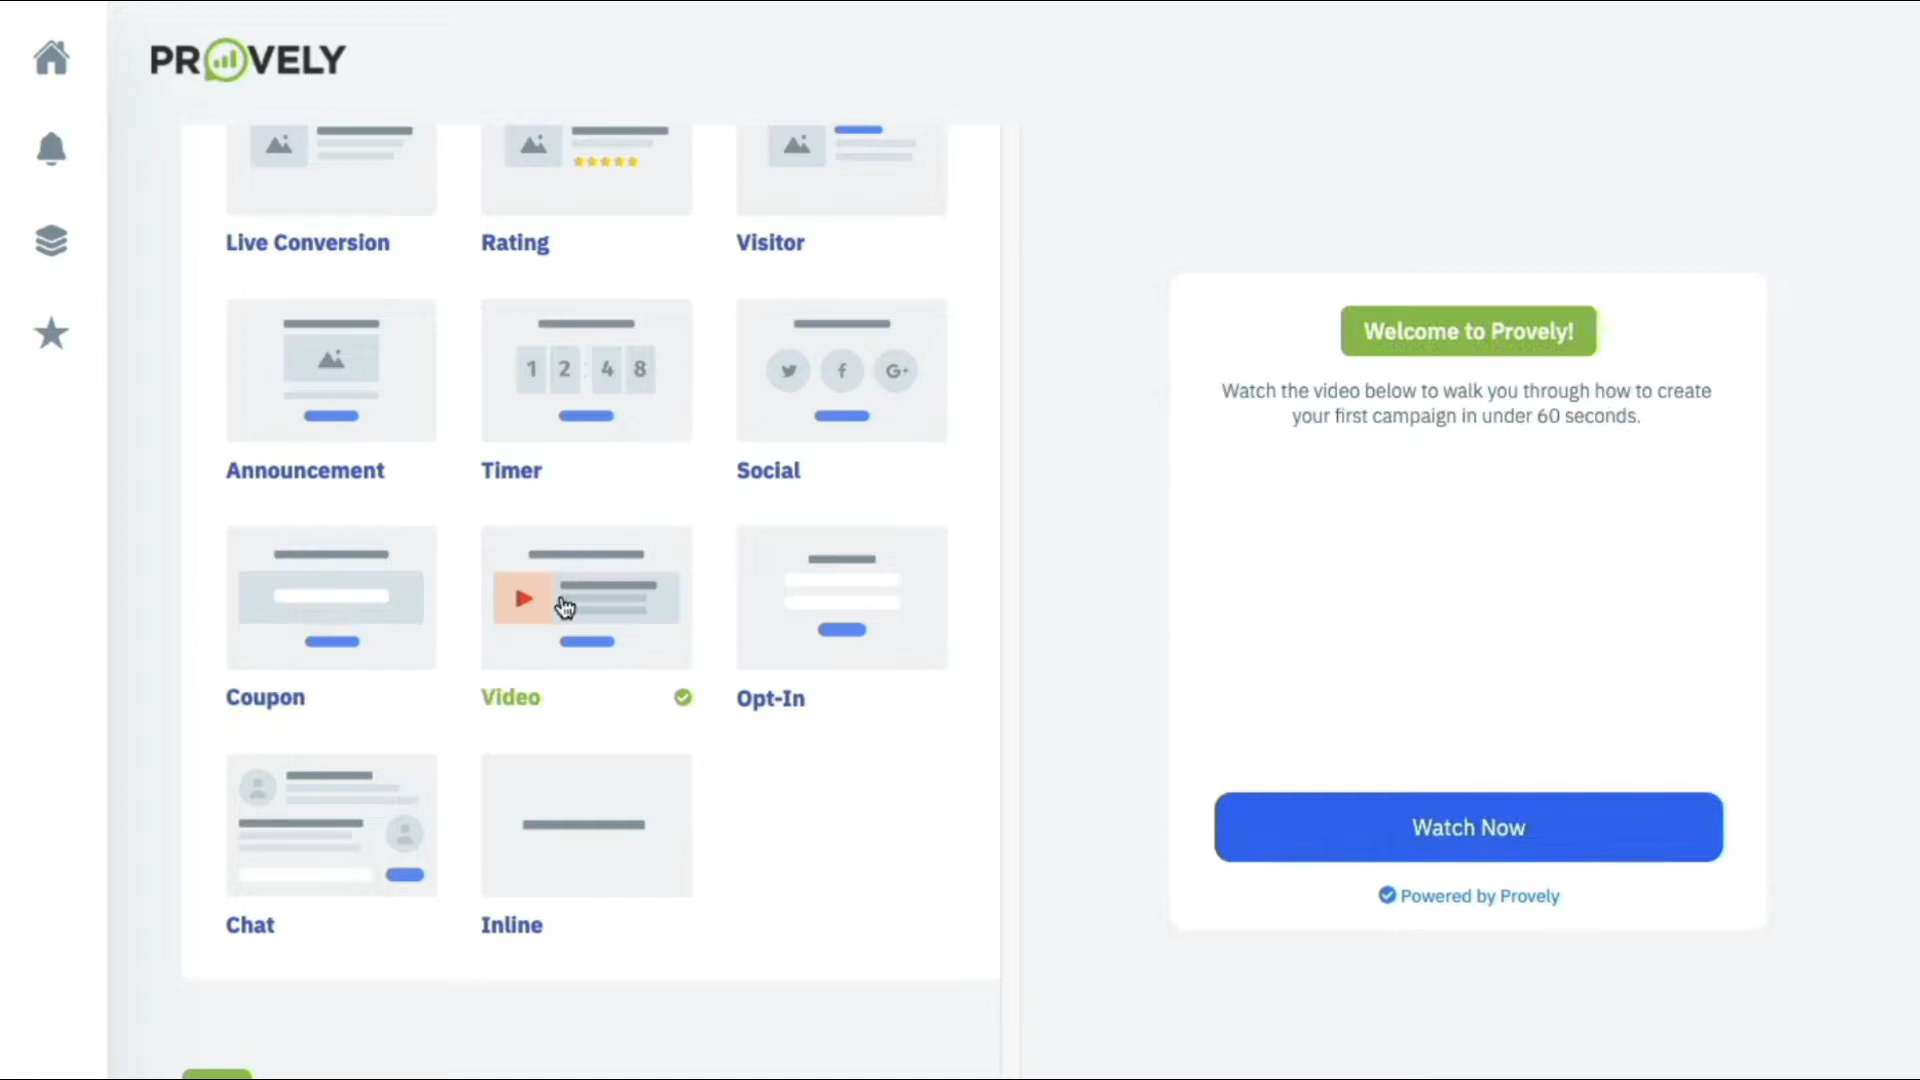 PROVELY
Live Conversion
Rating
Visitor
1 2 : 4 8
f
G+
Announcement
Timer
Social
Coupon
Video
Opt-In
Chat
Inline
Welcome to Provely!
Watch the video below to walk you through how to create
your first campaign in under 60 seconds.
Watch Now
Powered by Provely